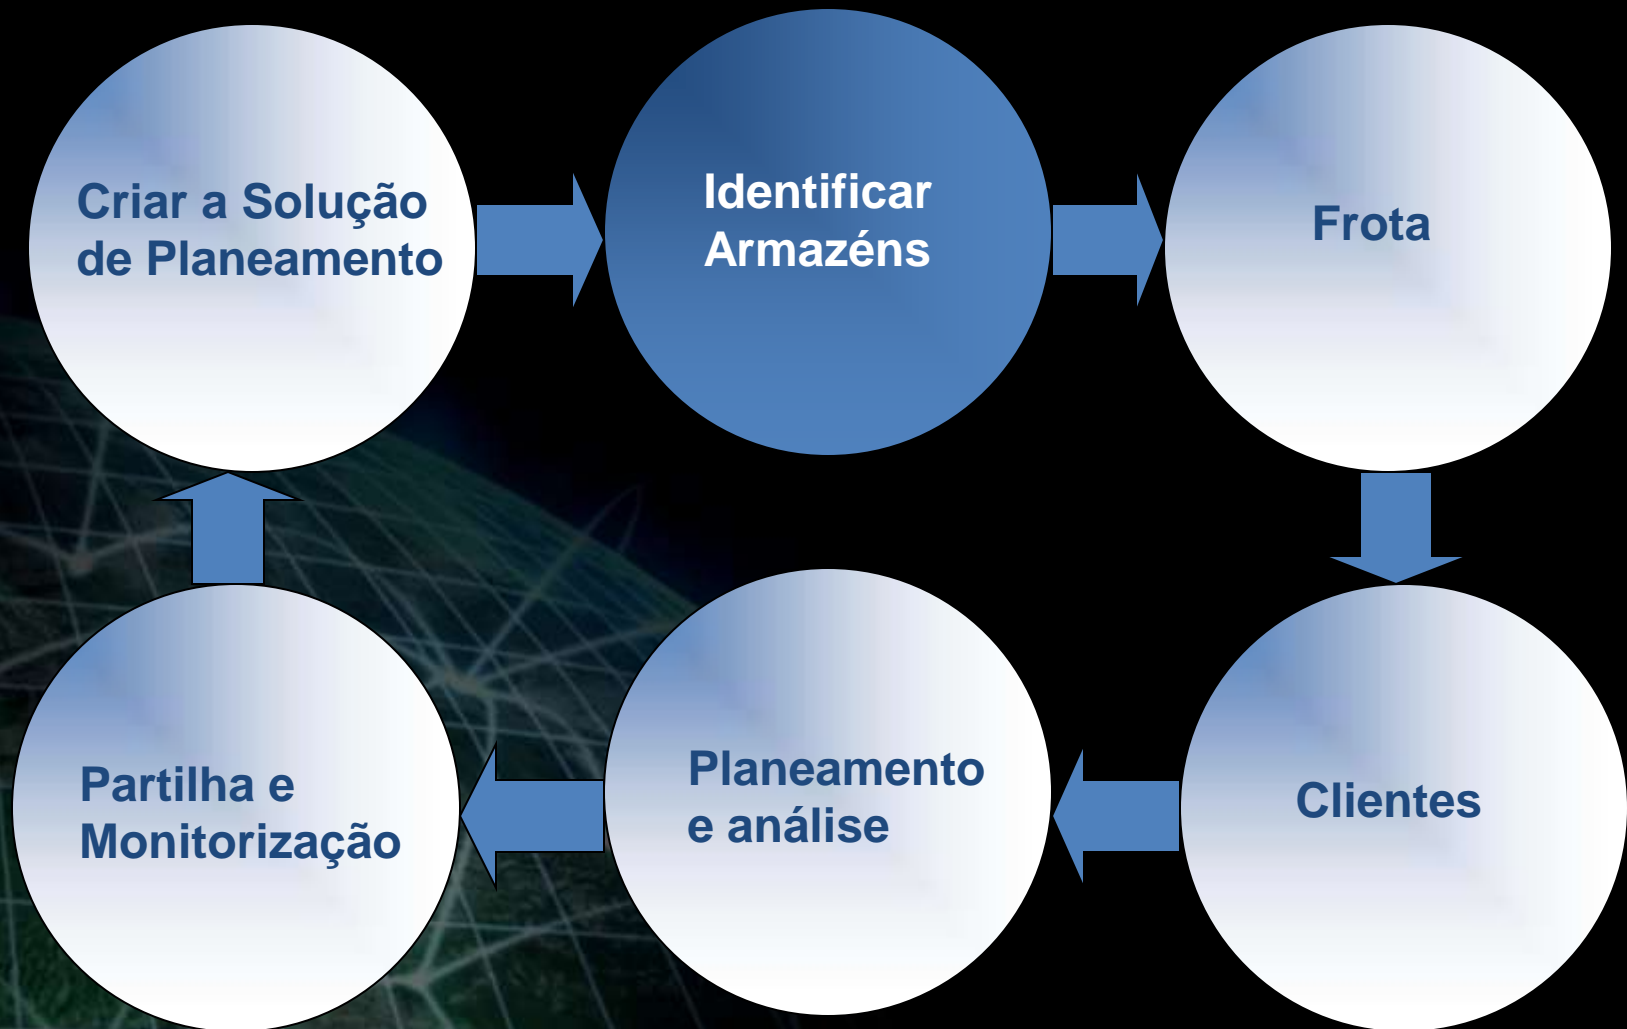 Criar a Solução
de Planeamento
Identificar
Armazéns
Frota
Clientes
Planeamento
e análise
Partilha e
Monitorização